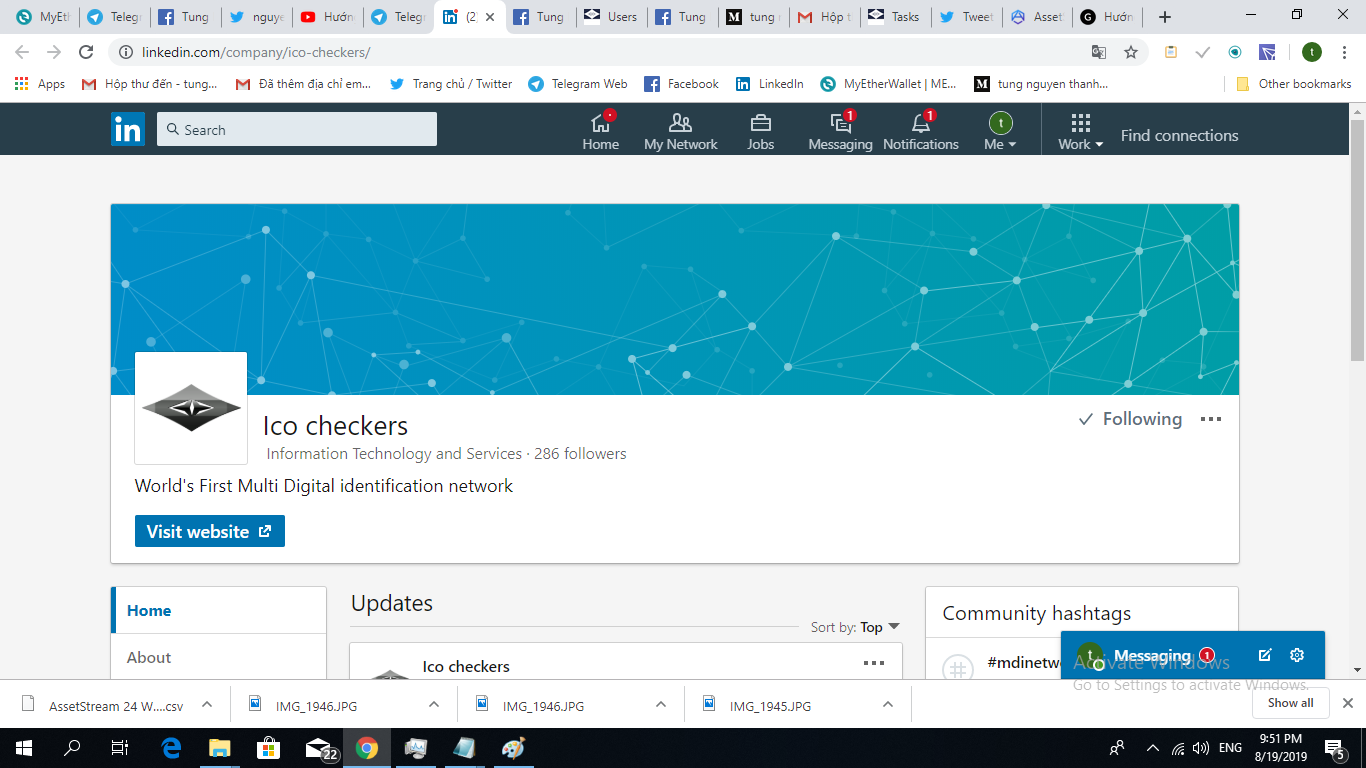 MyEth
Telegr
Tung
nguye
Hướn
Telegr
(2)
Tung
Users
Tung
tung n
Hộp t
Tasks
Tweet
Asset
Hướn
linkedin.com/company/ico-checkers/
t
Apps
Hộp thư đến - tung...
Đã thêm địa chỉ em...
Trang chủ / Twitter
Telegram Web
Facebook
LinkedIn
MyEtherWallet | ME...
tung nguyen thanh...
Other bookmarks
in
Search
Home
My Network
Jobs
1
Messaging
1
Notifications
t
Me
Work
Find connections
Ico checkers
Following
Information Technology and Services · 286 followers
World's First Multi Digital identification network
Visit website
Home
About
Updates
Sort by: Top
Ico checkers
Community hashtags
#mdinetw
t
Messaging 1
Activate Windows
Go to Settings to activate Windows.
AssetStream 24 W....csv
IMG_1946.JPG
IMG_1946.JPG
IMG_1945.JPG
Show all
22
ENG
9:51 PM
8/19/2019
5